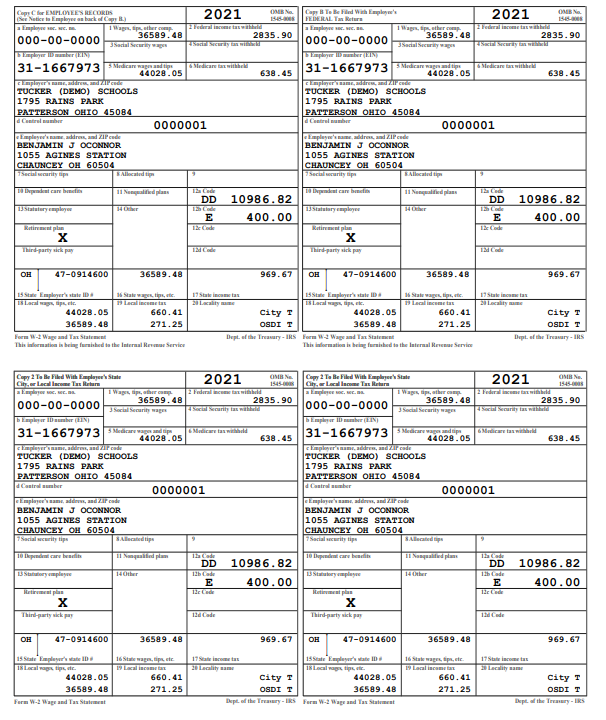 Copy C for EMPLOYEE'S RECORDS
(See Notice to Employee on back of Copy B.)
2021
OMB No.
1545-0008
a Employee soc. sec. no.
000-00-0000
1 Wages, tips, other comp.
36589.48
2 Federal income tax withheld
2835.90
3 Social Security wages
4 Social Security tax withheld
b Employer ID number (EIN)
31-1667973
5 Medicare wages and tips
44028.05
6 Medicare tax withheld
638.45
c Employer's name, address, and ZIP code
TUCKER (DEMO) SCHOOLS
1795 RAINS PARK
PATTERSON OHIO 45084
d Control number
0000001
e Employee's name, address, and ZIP code
BENJAMIN J OCONNOR
1055 AGINES STATION
CHAUNCEY OH 60504
7 Social security tips
8 Allocated tips
9
10 Dependent care benefits
11 Nonqualified plans
12a Code
DD 10986.82
13 Statutory employee
14 Other
12b Code
E 400.00
Retirement plan
X
12c Code
Third-party sick pay
12d Code
OH 47-0914600
36589.48
969.67
15 State Employer's state ID #
16 State wages, tips, etc.
17 State income tax
18 Local wages, tips, etc.
19 Local income tax
20 Locality name
44028.05
660.41
City T
36589.48
271.25
OSDI T
Form W-2 Wage and Tax Statement
Dept. of the Treasury - IRS
This information is being furnished to the Internal Revenue Service
Copy B To Be Filed With Employee's
FEDERAL Tax Return
2021
OMB No.
1545-0008
a Employee soc. sec. no.
000-00-0000
1 Wages, tips, other comp.
36589.48
2 Federal income tax withheld
2835.90
3 Social Security wages
4 Social Security tax withheld
b Employer ID number (EIN)
31-1667973
5 Medicare wages and tips
44028.05
6 Medicare tax withheld
638.45
c Employer's name, address, and ZIP code
TUCKER (DEMO) SCHOOLS
1795 RAINS PARK
PATTERSON OHIO 45084
d Control number
0000001
e Employee's name, address, and ZIP code
BENJAMIN J OCONNOR
1055 AGINES STATION
CHAUNCEY OH 60504
7 Social security tips
8 Allocated tips
9
10 Dependent care benefits
11 Nonqualified plans
12a Code
DD 10986.82
13 Statutory employee
14 Other
12b Code
E 400.00
Retirement plan
X
12c Code
Third-party sick pay
12d Code
OH 47-0914600
36589.48
969.67
15 State Employer's state ID #
16 State wages, tips, etc.
17 State income tax
18 Local wages, tips, etc.
19 Local income tax
20 Locality name
44028.05
660.41
City T
36589.48
271.25
OSDI T
Form W-2 Wage and Tax Statement
Dept. of the Treasury - IRS
This information is being furnished to the Internal Revenue Service
Copy 2 To Be Filed With Employee's State
City, or Local Income Tax Return
2021
OMB No.
1545-0008
a Employee soc. sec. no.
000-00-0000
1 Wages, tips, other comp.
36589.48
2 Federal income tax withheld
2835.90
3 Social Security wages
4 Social Security tax withheld
b Employer ID number (EIN)
31-1667973
5 Medicare wages and tips
44028.05
6 Medicare tax withheld
638.45
c Employer's name, address, and ZIP code
TUCKER (DEMO) SCHOOLS
1795 RAINS PARK
PATTERSON OHIO 45084
d Control number
0000001
e Employee's name, address, and ZIP code
BENJAMIN J OCONNOR
1055 AGINES STATION
CHAUNCEY OH 60504
7 Social security tips
8 Allocated tips
9
10 Dependent care benefits
11 Nonqualified plans
12a Code
DD 10986.82
13 Statutory employee
14 Other
12b Code
E 400.00
Retirement plan
X
12c Code
Third-party sick pay
12d Code
OH 47-0914600
36589.48
969.67
15 State Employer's state ID #
16 State wages, tips, etc.
17 State income tax
18 Local wages, tips, etc.
19 Local income tax
20 Locality name
44028.05
660.41
City T
36589.48
271.25
OSDI T
Form W-2 Wage and Tax Statement
Dept. of the Treasury - IRS
Copy 2 To Be Filed With Employee's State
City, or Local Income Tax Return
2021
OMB No.
1545-0008
a Employee soc. sec. no.
000-00-0000
1 Wages, tips, other comp.
36589.48
2 Federal income tax withheld
2835.90
3 Social Security wages
4 Social Security tax withheld
b Employer ID number (EIN)
31-1667973
5 Medicare wages and tips
44028.05
6 Medicare tax withheld
638.45
c Employer's name, address, and ZIP code
TUCKER (DEMO) SCHOOLS
1795 RAINS PARK
PATTERSON OHIO 45084
d Control number
0000001
e Employee's name, address, and ZIP code
BENJAMIN J OCONNOR
1055 AGINES STATION
CHAUNCEY OH 60504
7 Social security tips
8 Allocated tips
9
10 Dependent care benefits
11 Nonqualified plans
12a Code
DD 10986.82
13 Statutory employee
14 Other
12b Code
E 400.00
Retirement plan
X
12c Code
Third-party sick pay
12d Code
OH 47-0914600
36589.48
969.67
15 State Employer's state ID #
16 State wages, tips, etc.
17 State income tax
18 Local wages, tips, etc.
19 Local income tax
20 Locality name
44028.05
660.41
City T
36589.48
271.25
OSDI T
Form W-2 Wage and Tax Statement
Dept. of the Treasury - IRS